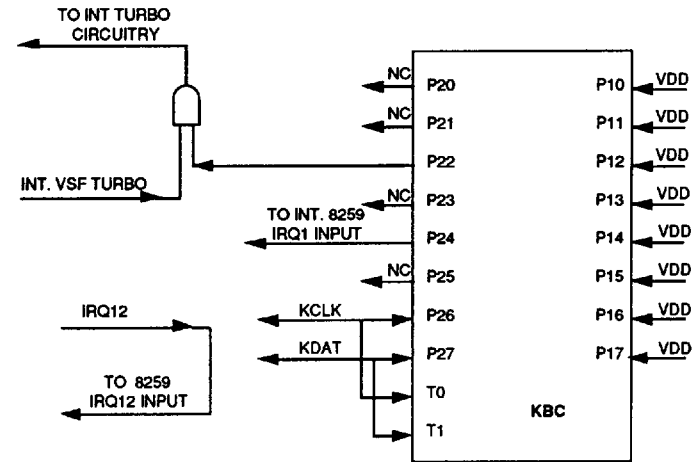 TO INT TURBO
CIRCUITRY
NC P20 P10 VDD
NC P21 P11 VDD
P22 P12 VDD
INT. VSF TURBO
NC P23 P13 VDD
TO INT. 8259
IRQ1 INPUT
P24 P14 VDD
NC P25 P15 VDD
IRQ12
KCLK P26 P16 VDD
KDAT P27 P17 VDD
TO 8259
IRQ12 INPUT
T0
KBC
T1